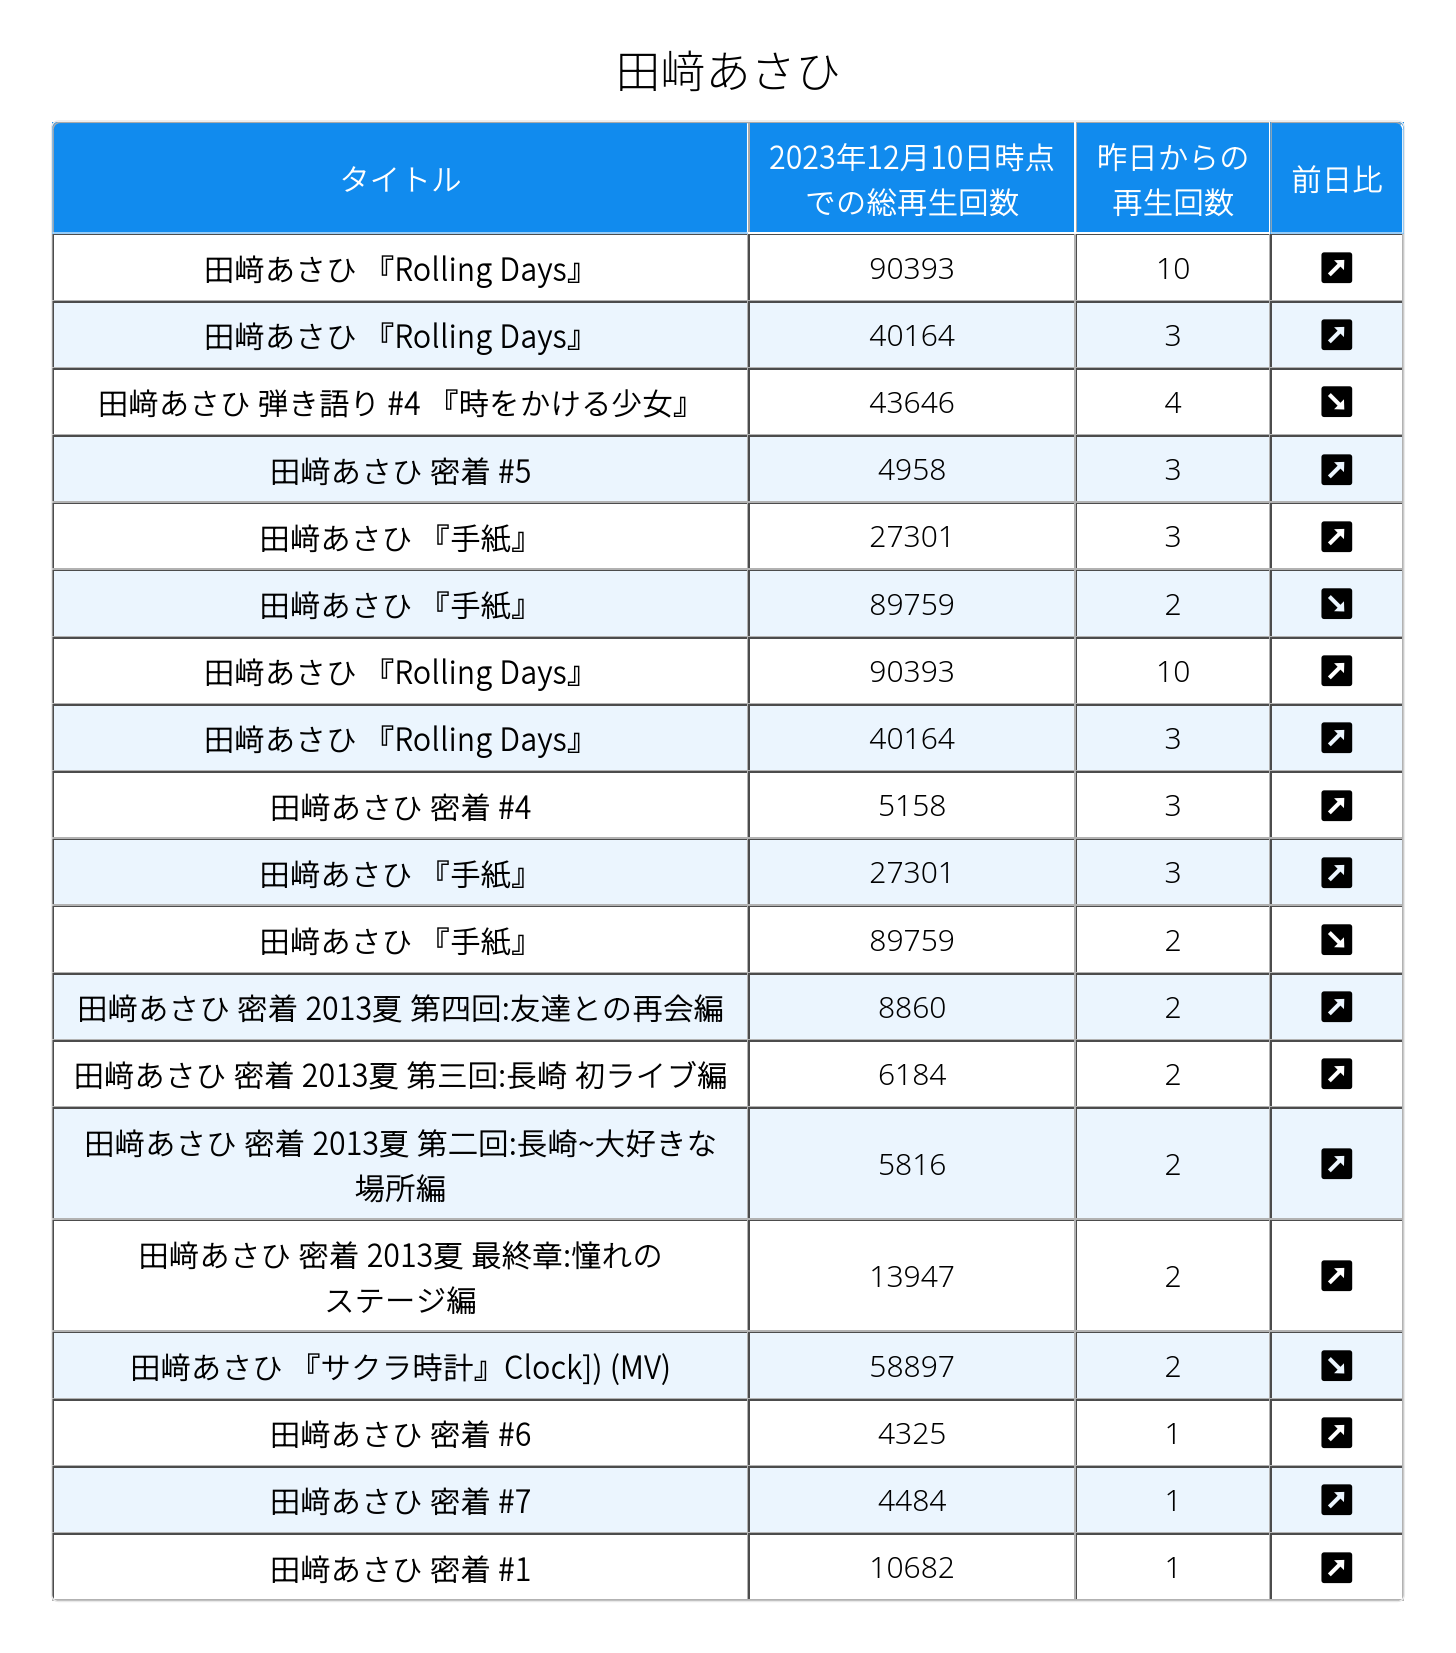 田﨑あさひ
タイトル
2023年12月10日時点
での総再生回数
昨日からの
再生回数
前日比
田﨑あさひ 『Rolling Days』 90393 10 ↗
田﨑あさひ 『Rolling Days』 40164 3 ↗
田﨑あさひ 弾き語り #4 『時をかける少女』 43646 4 ↘
田﨑あさひ 密着 #5 4958 3 ↗
田﨑あさひ 『手紙』 27301 3 ↗
田﨑あさひ 『手紙』 89759 2 ↘
田﨑あさひ 『Rolling Days』 90393 10 ↗
田﨑あさひ 『Rolling Days』 40164 3 ↗
田﨑あさひ 密着 #4 5158 3 ↗
田﨑あさひ 『手紙』 27301 3 ↗
田﨑あさひ 『手紙』 89759 2 ↘
田﨑あさひ 密着 2013夏 第四回:友達との再会編 8860 2 ↗
田﨑あさひ 密着 2013夏 第三回:長崎 初ライブ編 6184 2 ↗
田﨑あさひ 密着 2013夏 第二回:長崎~大好きな
場所編 5816 2 ↗
田﨑あさひ 密着 2013夏 最終章:憧れの
ステージ編 13947 2 ↗
田﨑あさひ 『サクラ時計』Clock]) (MV) 58897 2 ↘
田﨑あさひ 密着 #6 4325 1 ↗
田﨑あさひ 密着 #7 4484 1 ↗
田﨑あさひ 密着 #1 10682 1 ↗